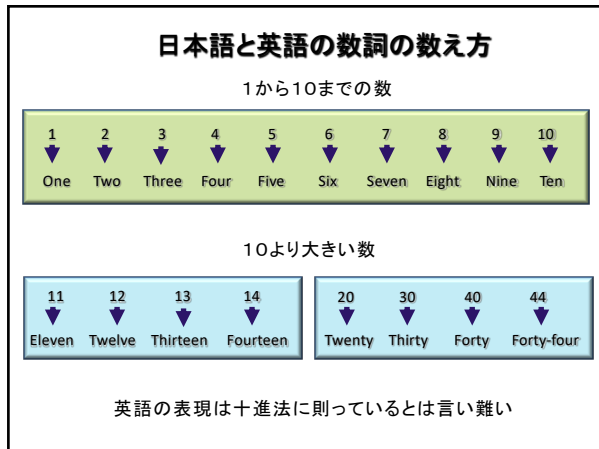 日本語と英語の数詞の数え方
１から１０までの数
1 2 3 4 5 6 7 8 9 10
One Two Three Four Five Six Seven Eight Nine Ten
１０より大きい数
11 12 13 14
Eleven Twelve Thirteen Fourteen
20 30 40 44
Twenty Thirty Forty Forty-four
英語の表現は十進法に則っているとは言い難い